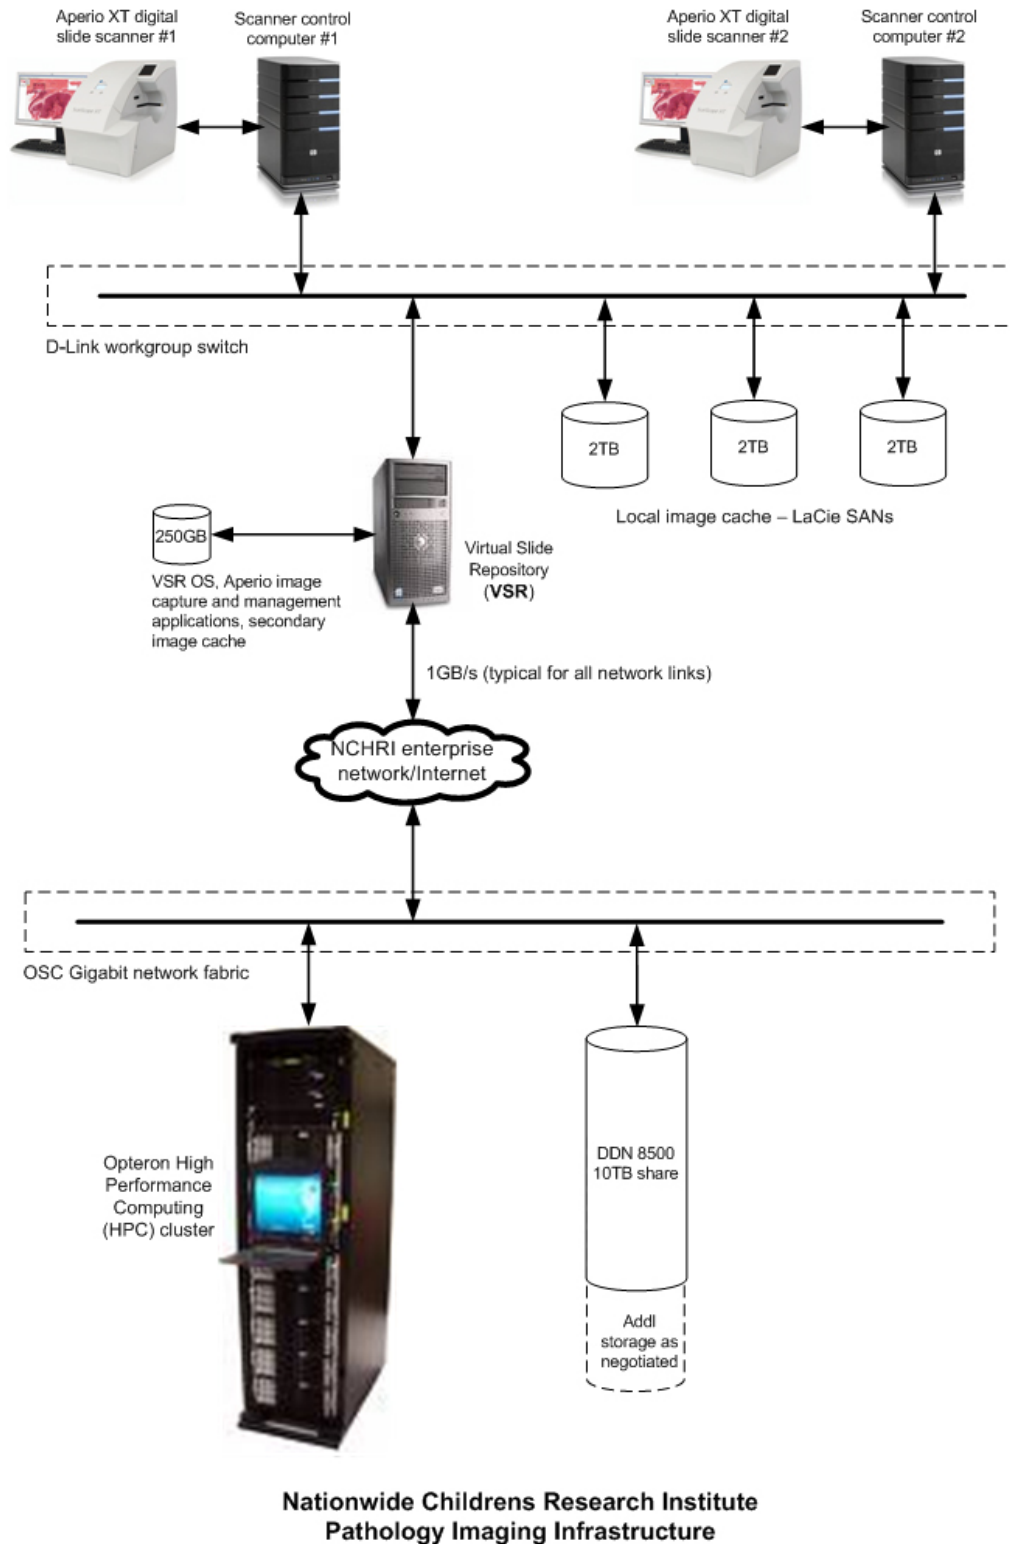 Aperio XT digital
slide scanner #1
Scanner control
computer #1
Aperio XT digital
slide scanner #2
Scanner control
computer #2
D-Link workgroup switch
2TB
2TB
2TB
Local image cache – LaCie SANs
250GB
VSR OS, Aperio image
capture and management
applications, secondary
image cache
Virtual Slide
Repository
(VSR)
1GB/s (typical for all network links)
NCHRI enterprise
network/Internet
OSC Gigabit network fabric
Opteron High
Performance
Computing
(HPC) cluster
DDN 8500
10TB share
Addl
storage as
negotiated
Nationwide Childrens Research Institute
Pathology Imaging Infrastructure